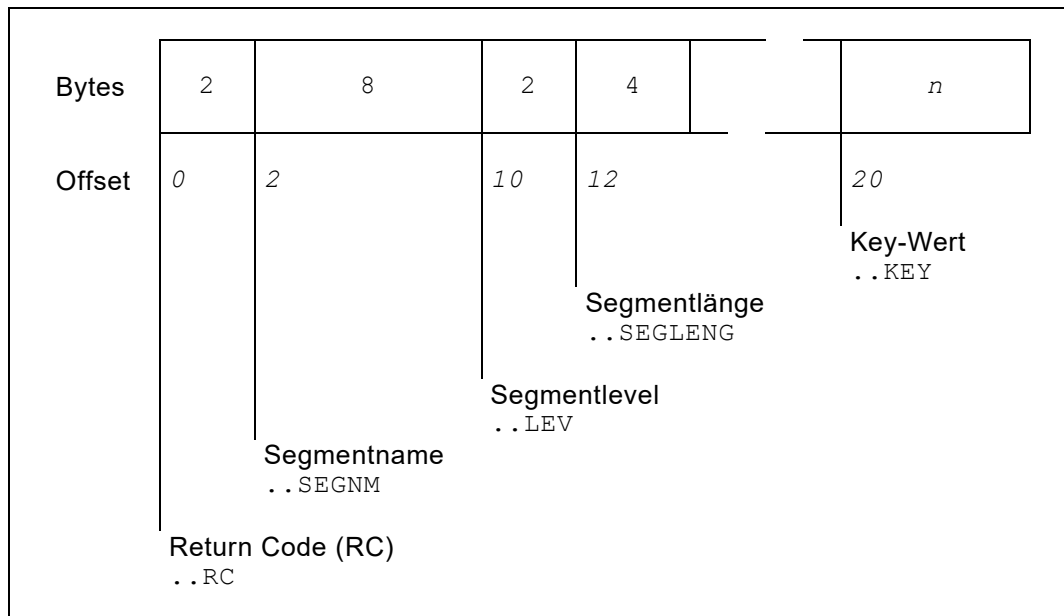 Bytes 2 8 2 4 n
Offset 0 2 10 12 20
Key-Wert
..KEY
Segmentlänge
..SEGLENG
Segmentlevel
..LEV
Segmentname
..SEGNM
Return Code (RC)
..RC